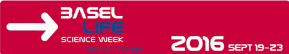 BASEL
LIFE
SCIENCE WEEK
2016 SEPT 19-23